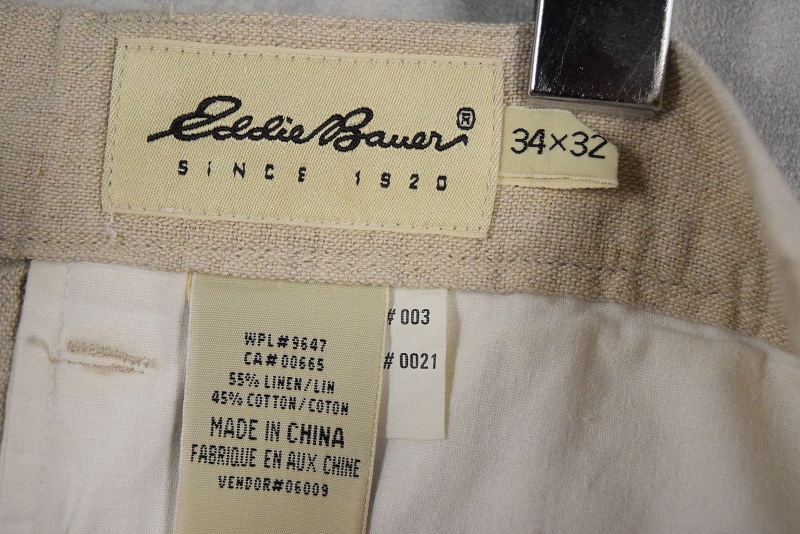 Eddie Bauer®
SINCE 1920
34×32
WPL#9647
CA#00665
55% LINEN/LIN
45% COTTON/COTON
MADE IN CHINA
FABRIQUE EN AUX CHINE
VENDOR#06009
# 003
# 0021